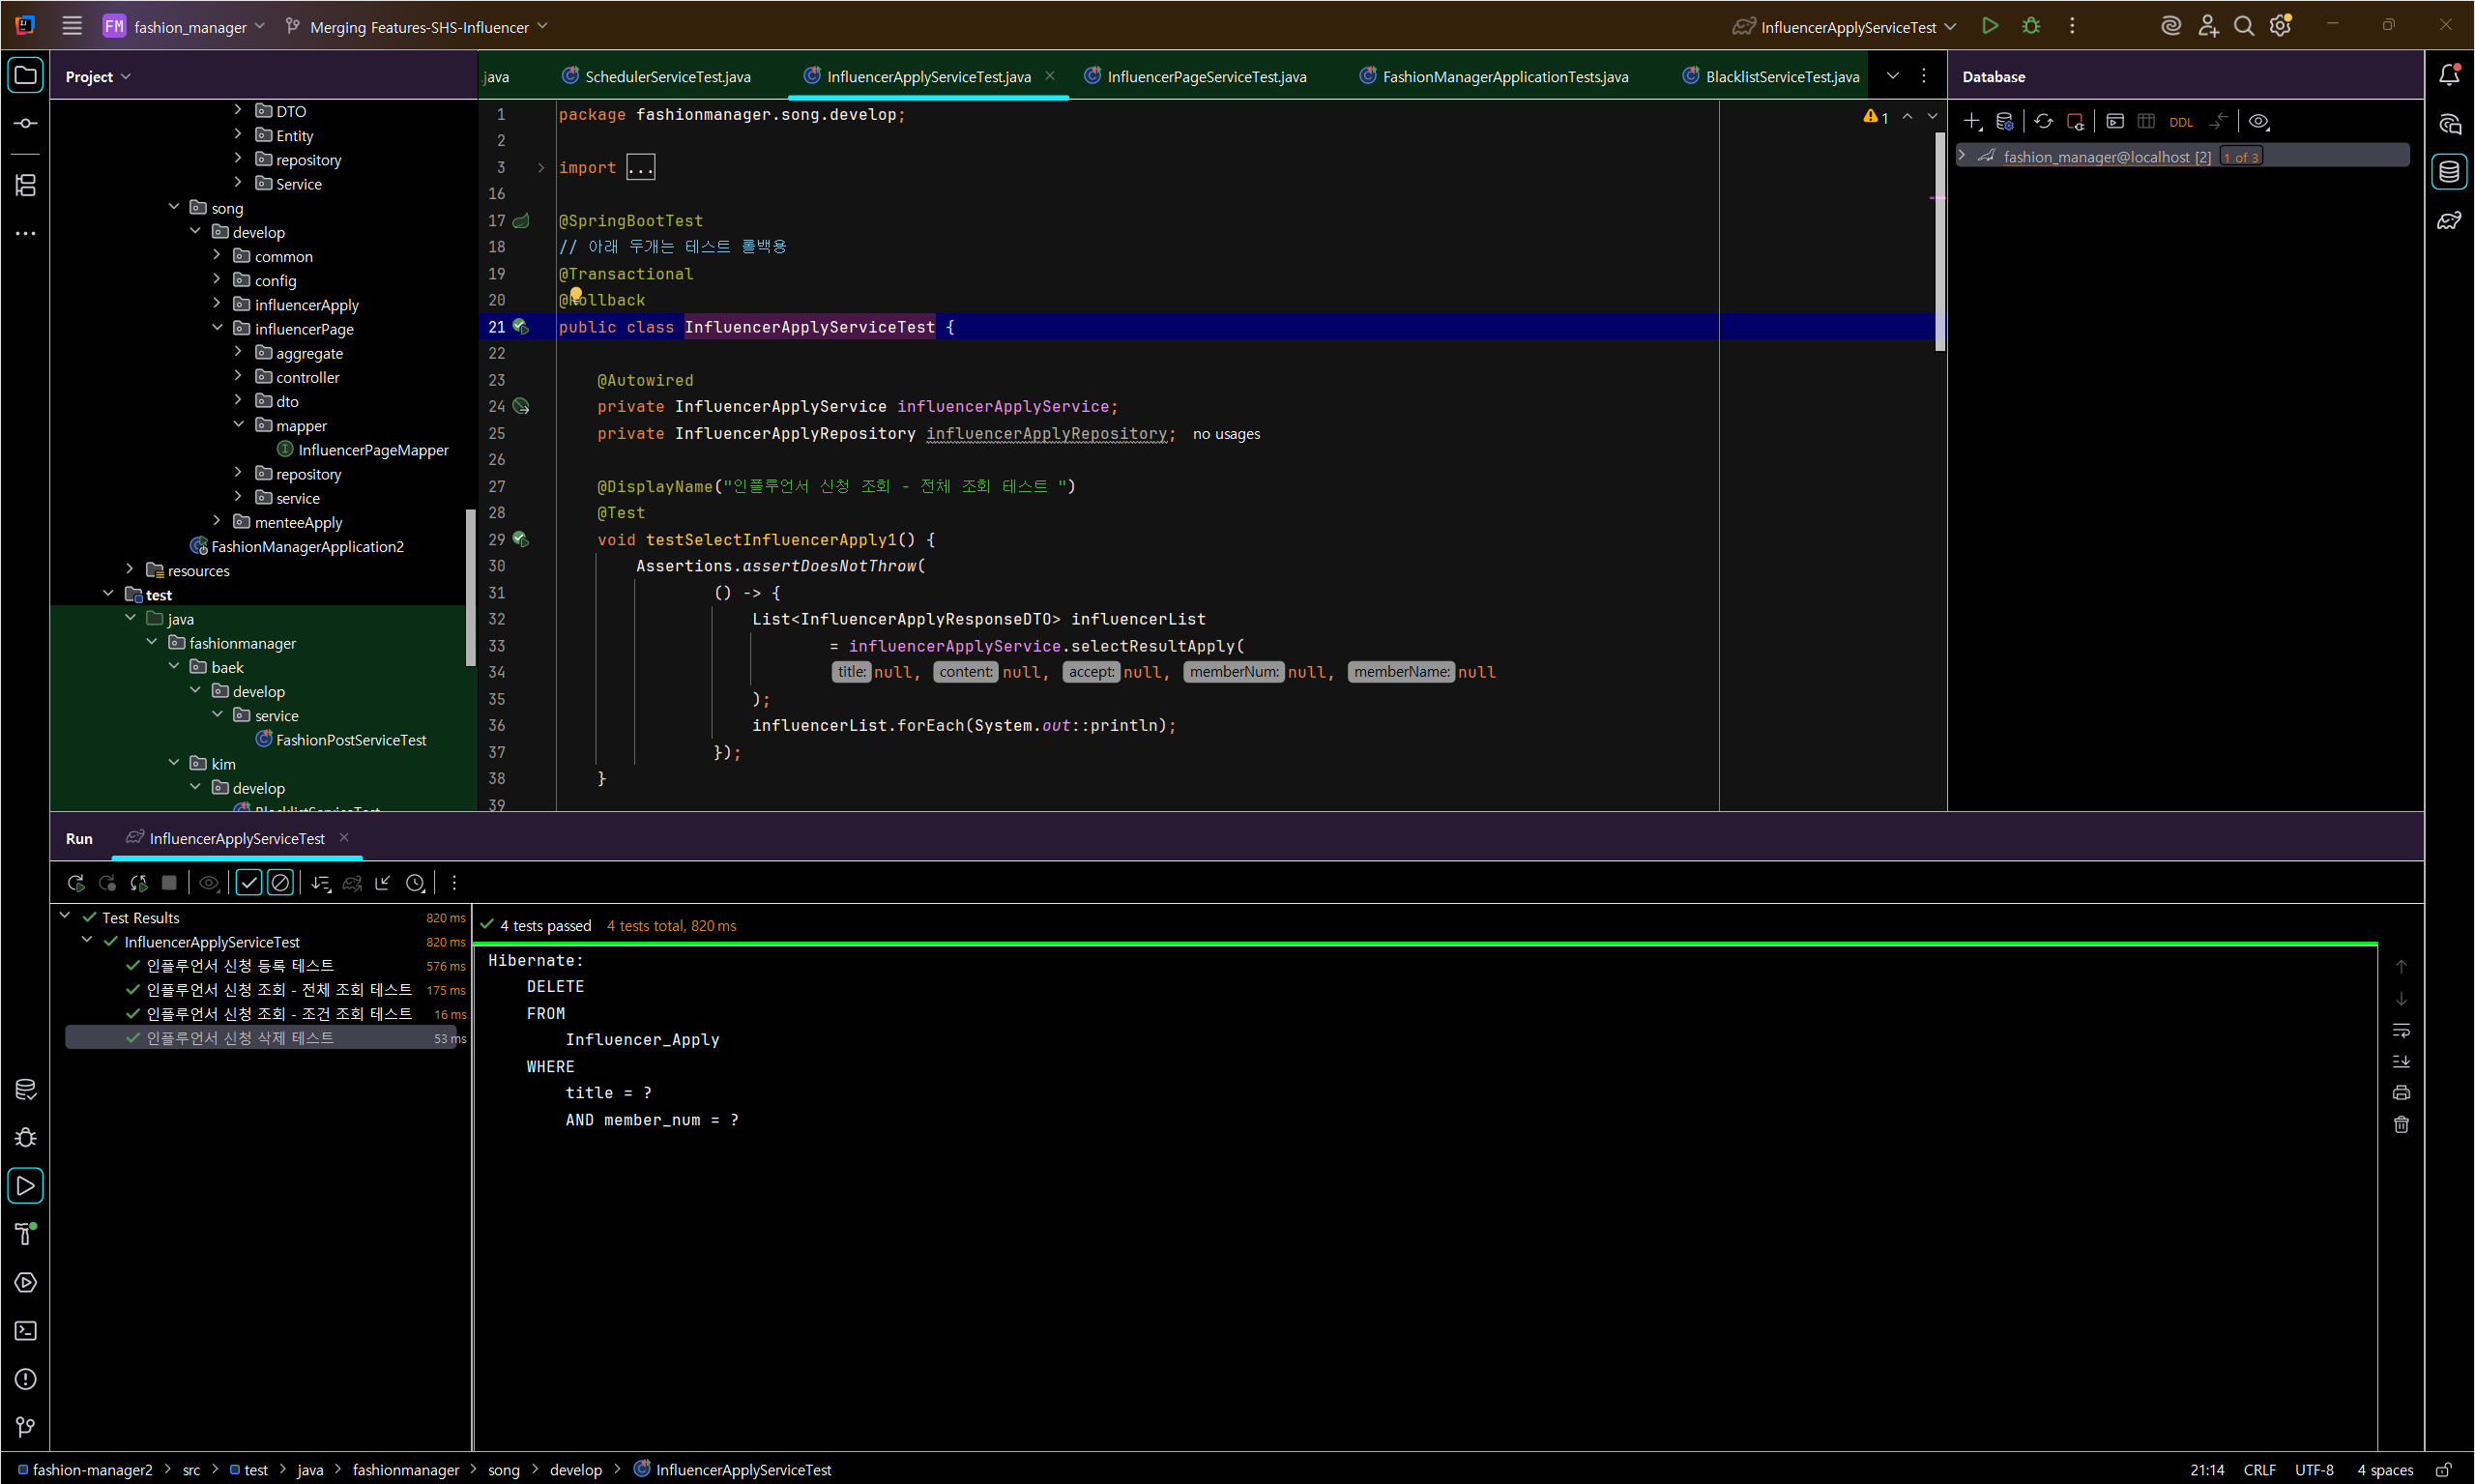 FM fashion_manager Merging Features-SHS-Influencer InfluencerApplyServiceTest
Project
DTO
Entity
repository
Service
song
develop
common
config
influencerApply
influencerPage
aggregate
controller
dto
mapper
InfluencerPageMapper
repository
service
menteeApply
FashionManagerApplication2
resources
test
java
fashionmanager
baek
develop
service
FashionPostServiceTest
kim
develop
BlacklistServiceTest
.java SchedulerServiceTest.java InfluencerApplyServiceTest.java InfluencerPageServiceTest.java FashionManagerApplicationTests.java BlacklistServiceTest.java
1 package fashionmanager.song.develop;
2
3 import ...
16
17 @SpringBootTest
18 // 아래 두개는 테스트 롤백용
19 @Transactional
20 @Rollback
21 public class InfluencerApplyServiceTest {
22
23 @Autowired
24 private InfluencerApplyService influencerApplyService;
25 private InfluencerApplyRepository influencerApplyRepository; no usages
26
27 @DisplayName("인플루언서 신청 조회 - 전체 조회 테스트 ")
28 @Test
29 void testSelectInfluencerApply1() {
30 Assertions.assertDoesNotThrow(
31 () -> {
32 List<InfluencerApplyResponseDTO> influencerList
33 = influencerApplyService.selectResultApply(
34 title: null, content: null, accept: null, memberNum: null, memberName: null
35 );
36 influencerList.forEach(System.out::println);
37 });
38 }
39
1
Database
DDL
fashion_manager@localhost [2] 1 of 3
Run InfluencerApplyServiceTest
Test Results 820 ms
InfluencerApplyServiceTest 820 ms
인플루언서 신청 등록 테스트 576 ms
인플루언서 신청 조회 - 전체 조회 테스트 175 ms
인플루언서 신청 조회 - 조건 조회 테스트 16 ms
인플루언서 신청 삭제 테스트 53 ms
4 tests passed 4 tests total, 820 ms
Hibernate:
DELETE
FROM
Influencer_Apply
WHERE
title = ?
AND member_num = ?
fashion-manager2 > src > test > java > fashionmanager > song > develop > InfluencerApplyServiceTest
21:14 CRLF UTF-8 4 spaces